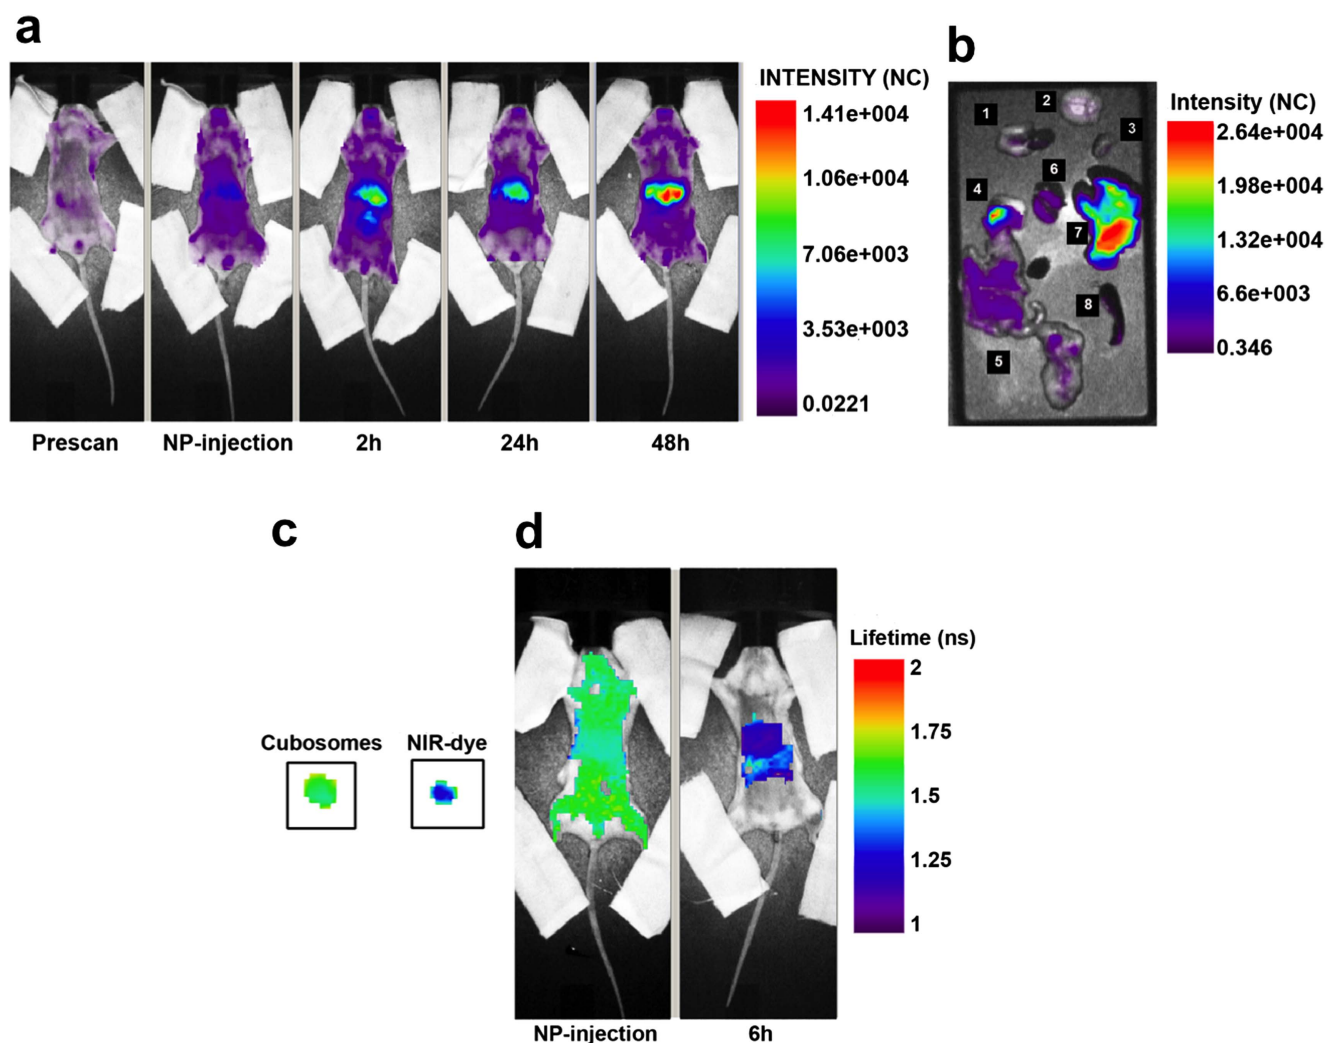 a
INTENSITY (NC)
1.41e+004
1.06e+004
7.06e+003
3.53e+003
0.0221
Prescan
NP-injection
2h
24h
48h
b
1
2
3
4
5
6
7
8
Intensity (NC)
2.64e+004
1.98e+004
1.32e+004
6.6e+003
0.346
c
Cubosomes
NIR-dye
d
NP-injection
6h
Lifetime (ns)
2
1.75
1.5
1.25
1